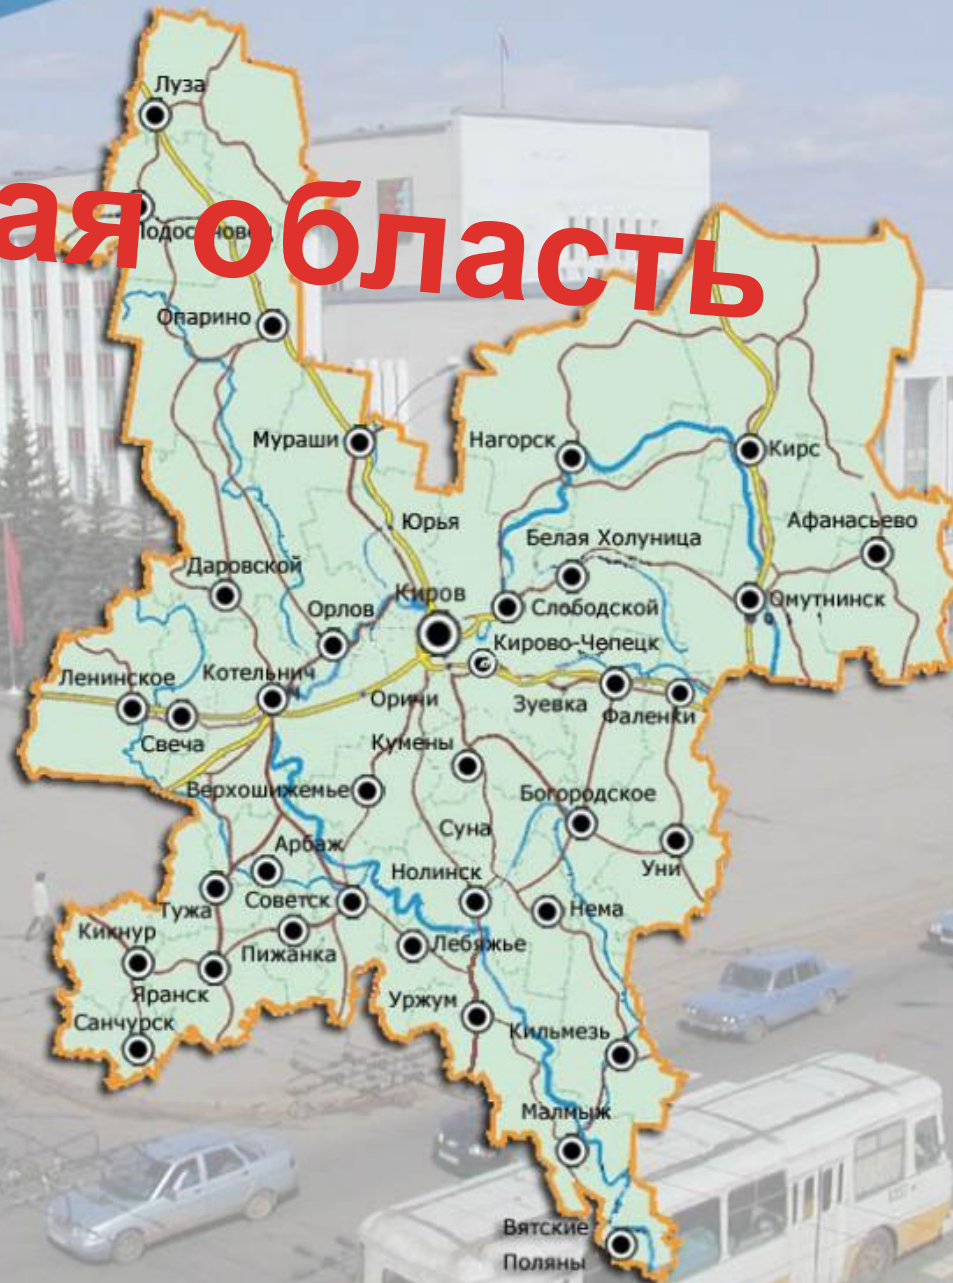 Луза
ая область
Подосиновец
Опарино
Мураши
Нагорск
Кирс
Юрья
Афанасьево
Белая Холуница
Даровской
Киров
Орлов
Слободской
Омутнинск
Кирово-Чепецк
Ленинское
Котельнич
Оричи
Зуевка
Фаленки
Свеча
Кумены
Верхошижемье
Богородское
Суна
Арбаж
Нолинск
Уни
Тужа
Советск
Нема
Кикнур
Пижанка
Лебяжье
Яранск
Уржум
Санчурск
Кильмезь
Малмыж
Вятские
Поляны